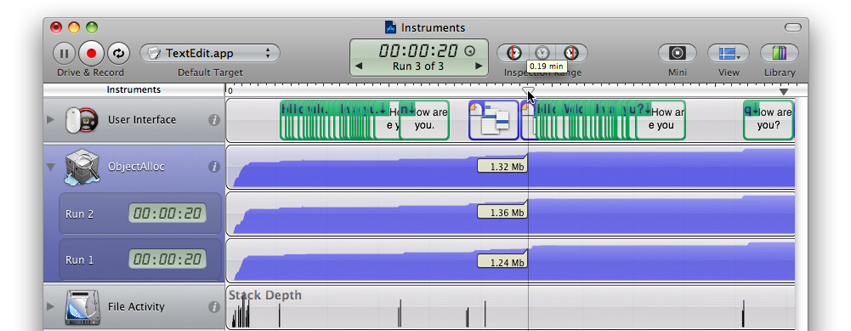 Instruments
TextEdit.app
00:00:20
Run 3 of 3
Drive & Record
Default Target
Inspection Range
0.19 min
Mini
View
Library
Instruments
0
User Interface
ow are
you.
How ar
e you
ow are
you?
ObjectAlloc
1.32 Mb
Run 2
00:00:20
1.36 Mb
Run 1
00:00:20
1.24 Mb
File Activity
Stack Depth